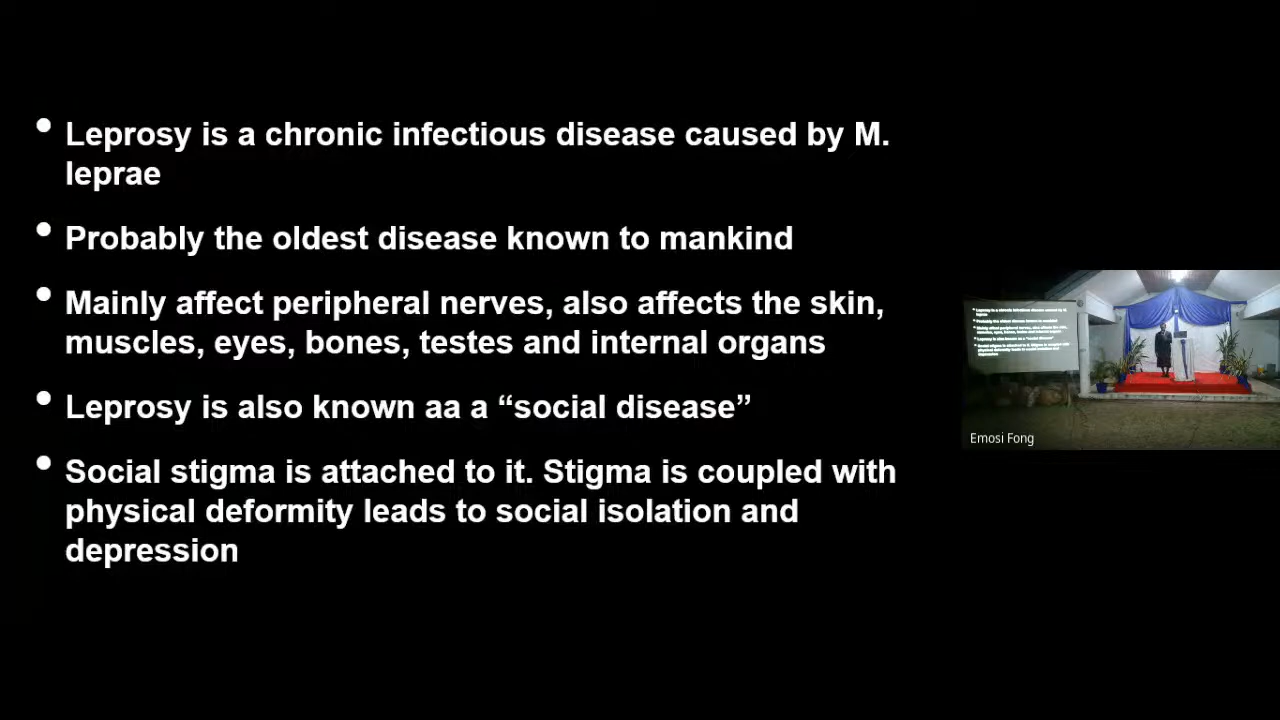 • Leprosy is a chronic infectious disease caused by M.
leprae
• Probably the oldest disease known to mankind
• Mainly affect peripheral nerves, also affects the skin,
muscles, eyes, bones, testes and internal organs
• Leprosy is also known aa a “social disease”
• Social stigma is attached to it. Stigma is coupled with
physical deformity leads to social isolation and
depression
Emosi Fong